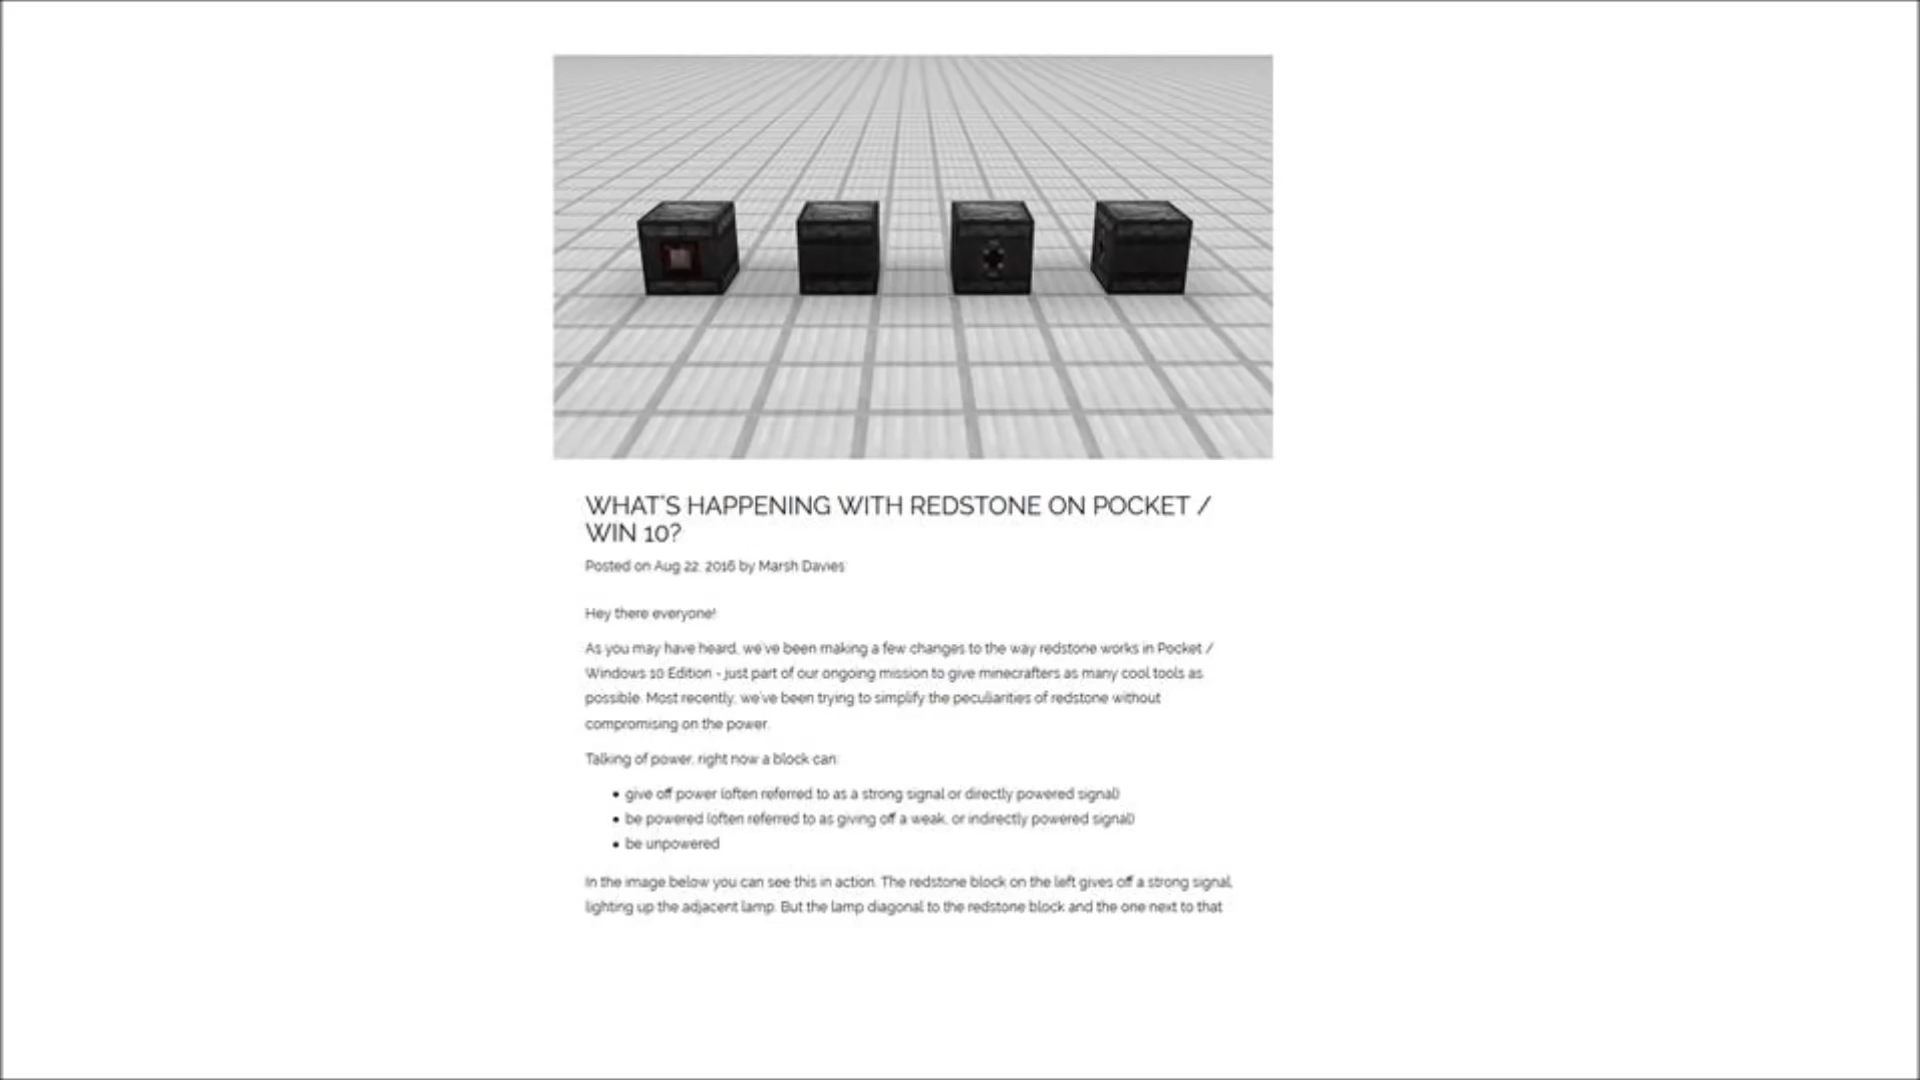 WHAT'S HAPPENING WITH REDSTONE ON POCKET /
WIN 10?
Posted on Aug 22, 2016 by Marsh Davies
Hey there everyone!
As you may have heard, we've been making a few changes to the way redstone works in Pocket /
Windows 10 Edition - just part of our ongoing mission to give minecrafters as many cool tools as
possible. Most recently, we've been trying to simplify the peculiarities of redstone without
compromising on the power.
Talking of power, right now a block can:
• give off power (often referred to as a strong signal or directly powered signal)
• be powered (often referred to as giving off a weak, or indirectly powered signal)
• be unpowered
In the image below you can see this in action. The redstone block on the left gives off a strong signal,
lighting up the adjacent lamp. But the lamp diagonal to the redstone block and the one next to that